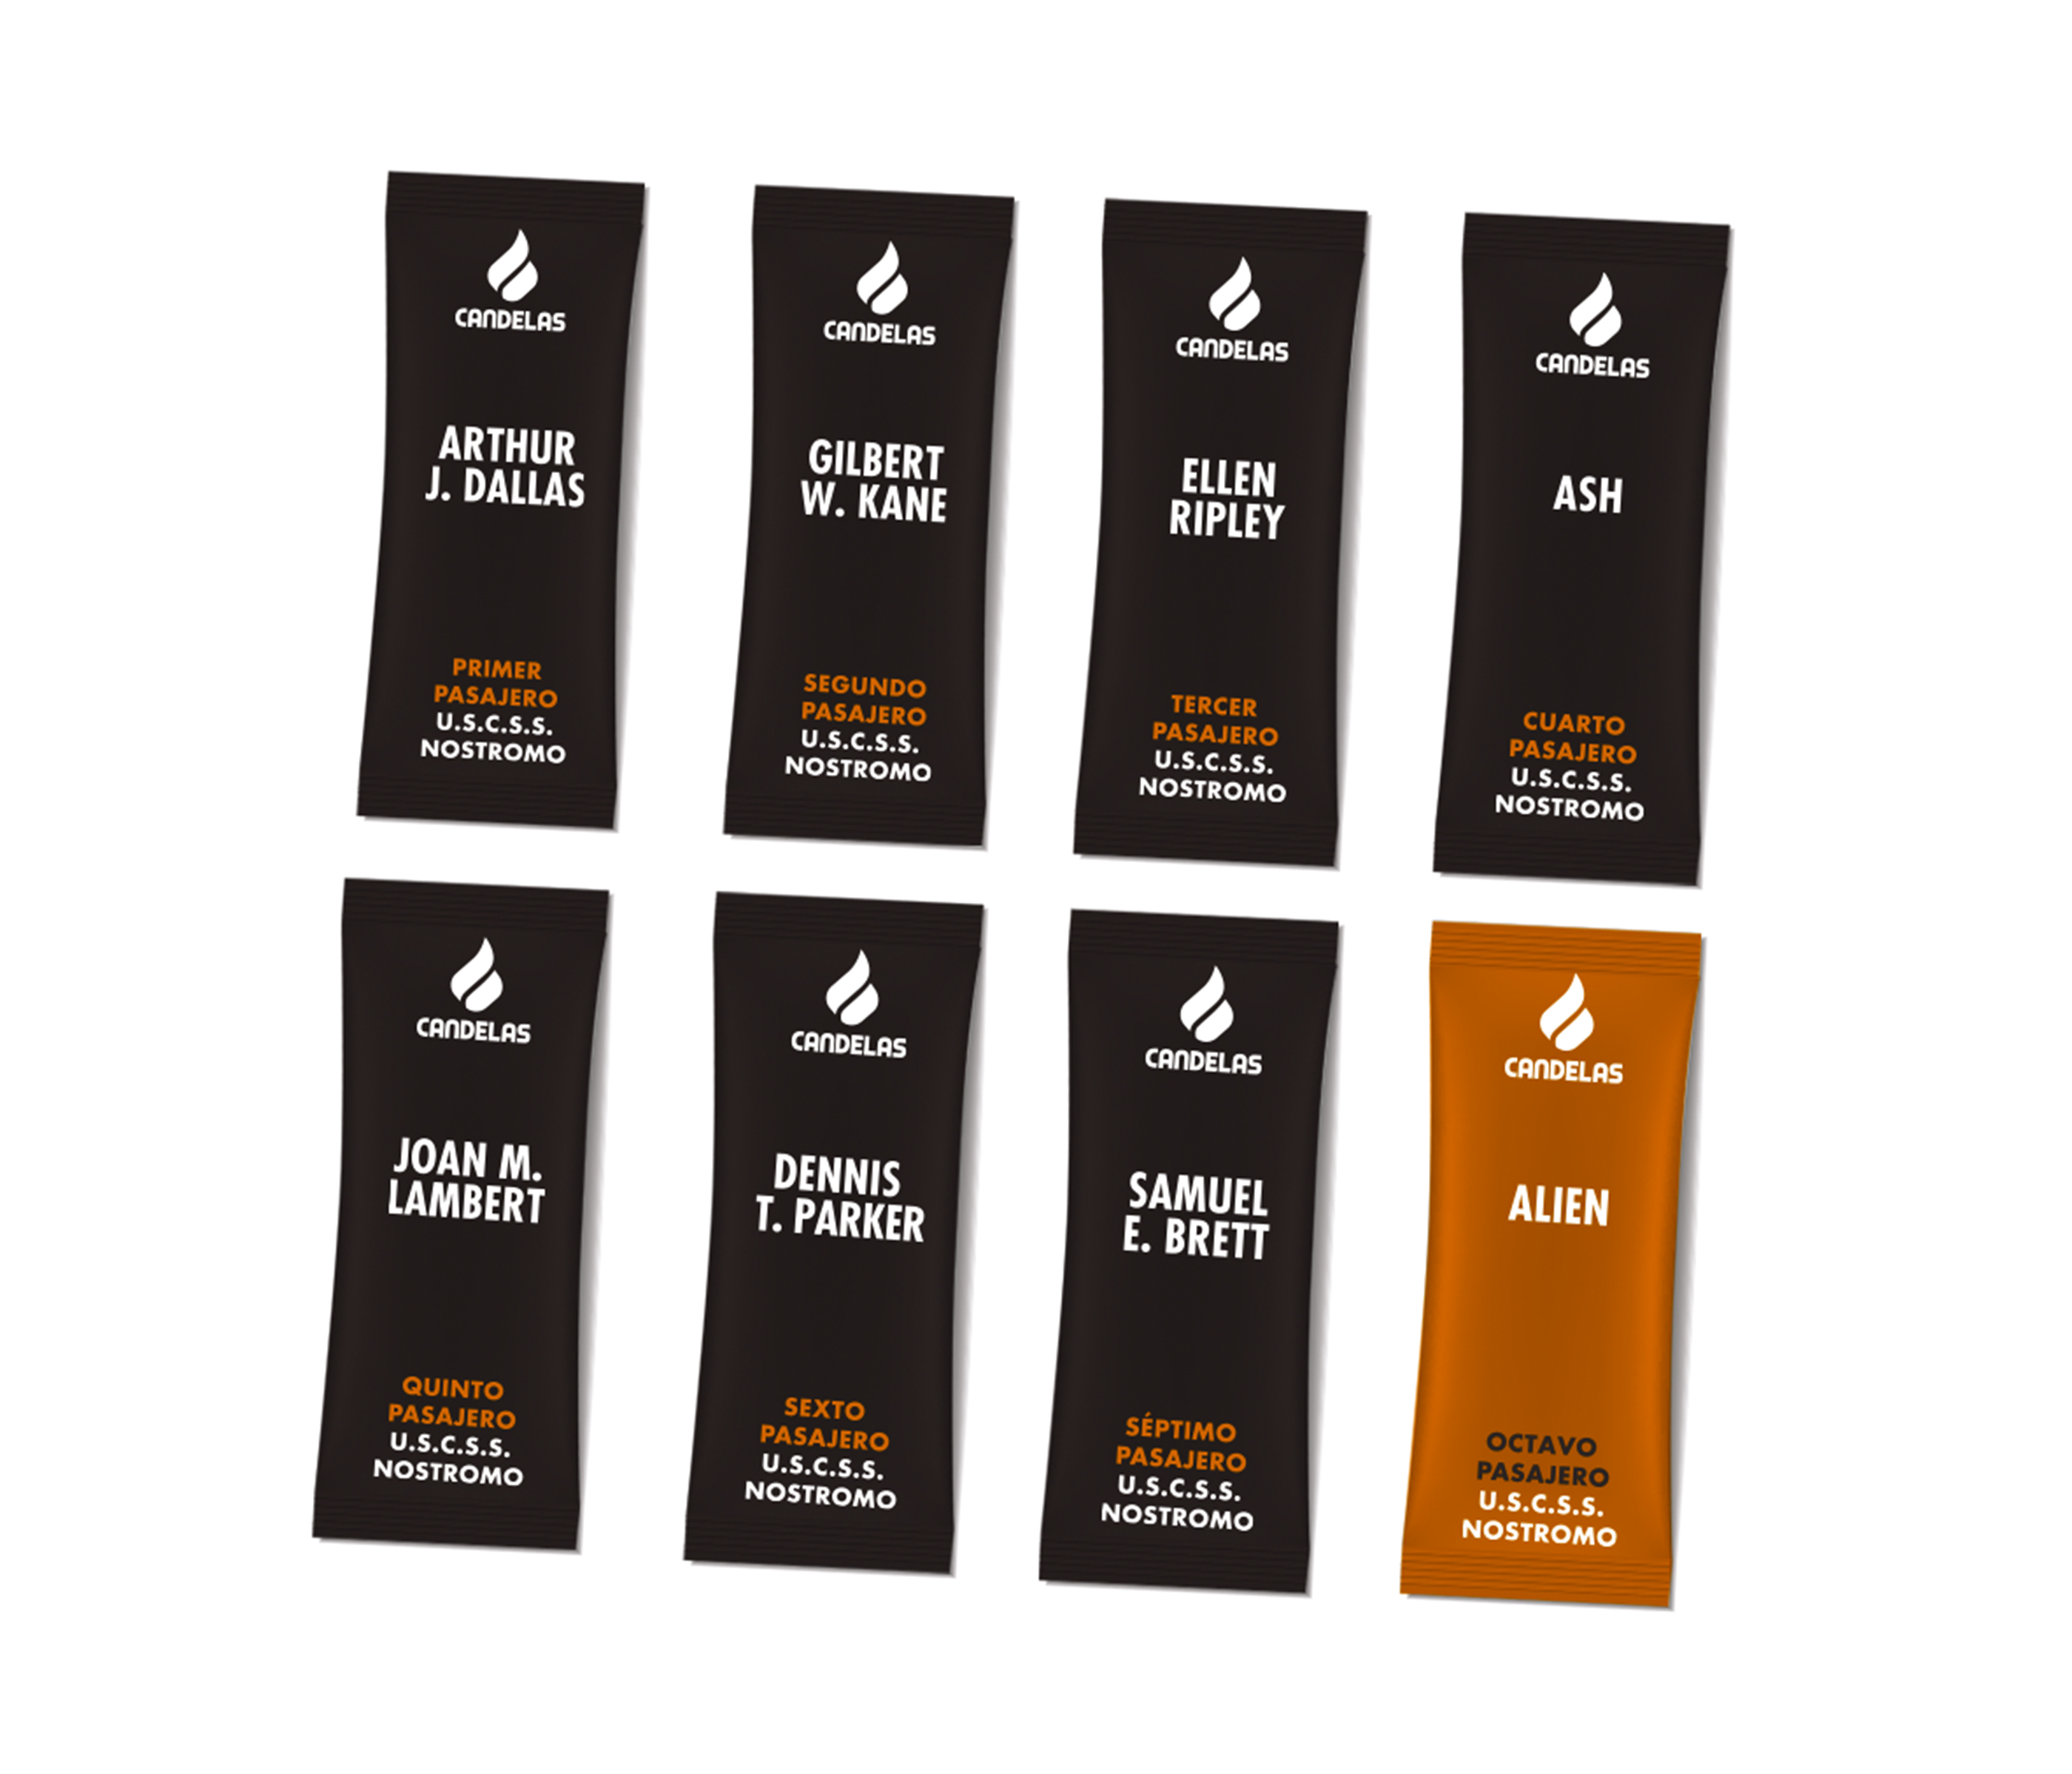 CANDELAS
ARTHUR
J. DALLAS
PRIMER
PASAJERO
U.S.C.S.S.
NOSTROMO
CANDELAS
GILBERT
W. KANE
SEGUNDO
PASAJERO
U.S.C.S.S.
NOSTROMO
CANDELAS
ELLEN
RIPLEY
TERCER
PASAJERO
U.S.C.S.S.
NOSTROMO
CANDELAS
ASH
CUARTO
PASAJERO
U.S.C.S.S.
NOSTROMO
CANDELAS
JOAN M.
LAMBERT
QUINTO
PASAJERO
U.S.C.S.S.
NOSTROMO
CANDELAS
DENNIS
T. PARKER
SEXTO
PASAJERO
U.S.C.S.S.
NOSTROMO
CANDELAS
SAMUEL
E. BRETT
SÉPTIMO
PASAJERO
U.S.C.S.S.
NOSTROMO
CANDELAS
ALIEN
OCTAVO
PASAJERO
U.S.C.S.S.
NOSTROMO